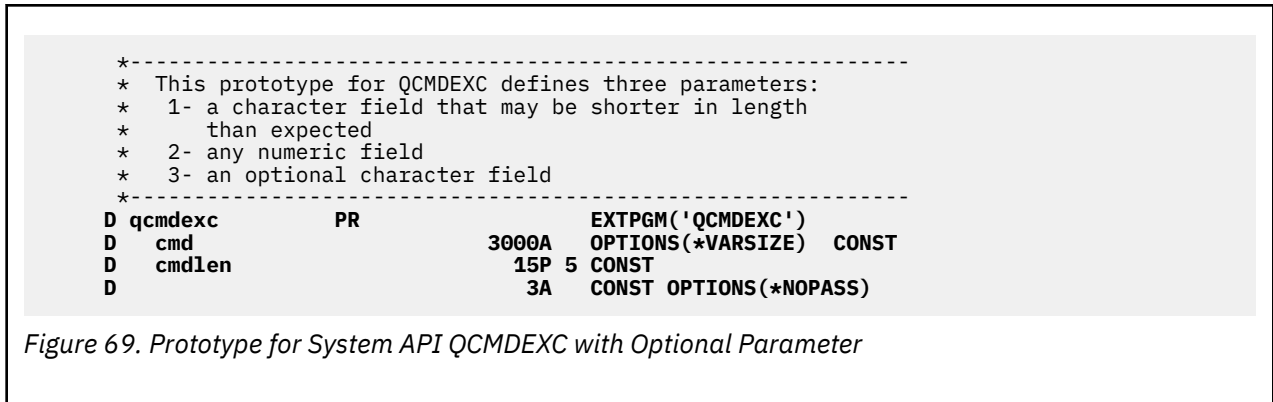 *-------------------------------------------------------------
*  This prototype for QCMDEXC defines three parameters:
*   1- a character field that may be shorter in length
*      than expected
*   2- any numeric field
*   3- an optional character field
*-------------------------------------------------------------
D qcmdexc         PR                  EXTPGM('QCMDEXC')
D   cmd                        3000A   OPTIONS(*VARSIZE)  CONST
D   cmdlen                       15P 5 CONST
D                                 3A   CONST OPTIONS(*NOPASS)
Figure 69. Prototype for System API QCMDEXC with Optional Parameter